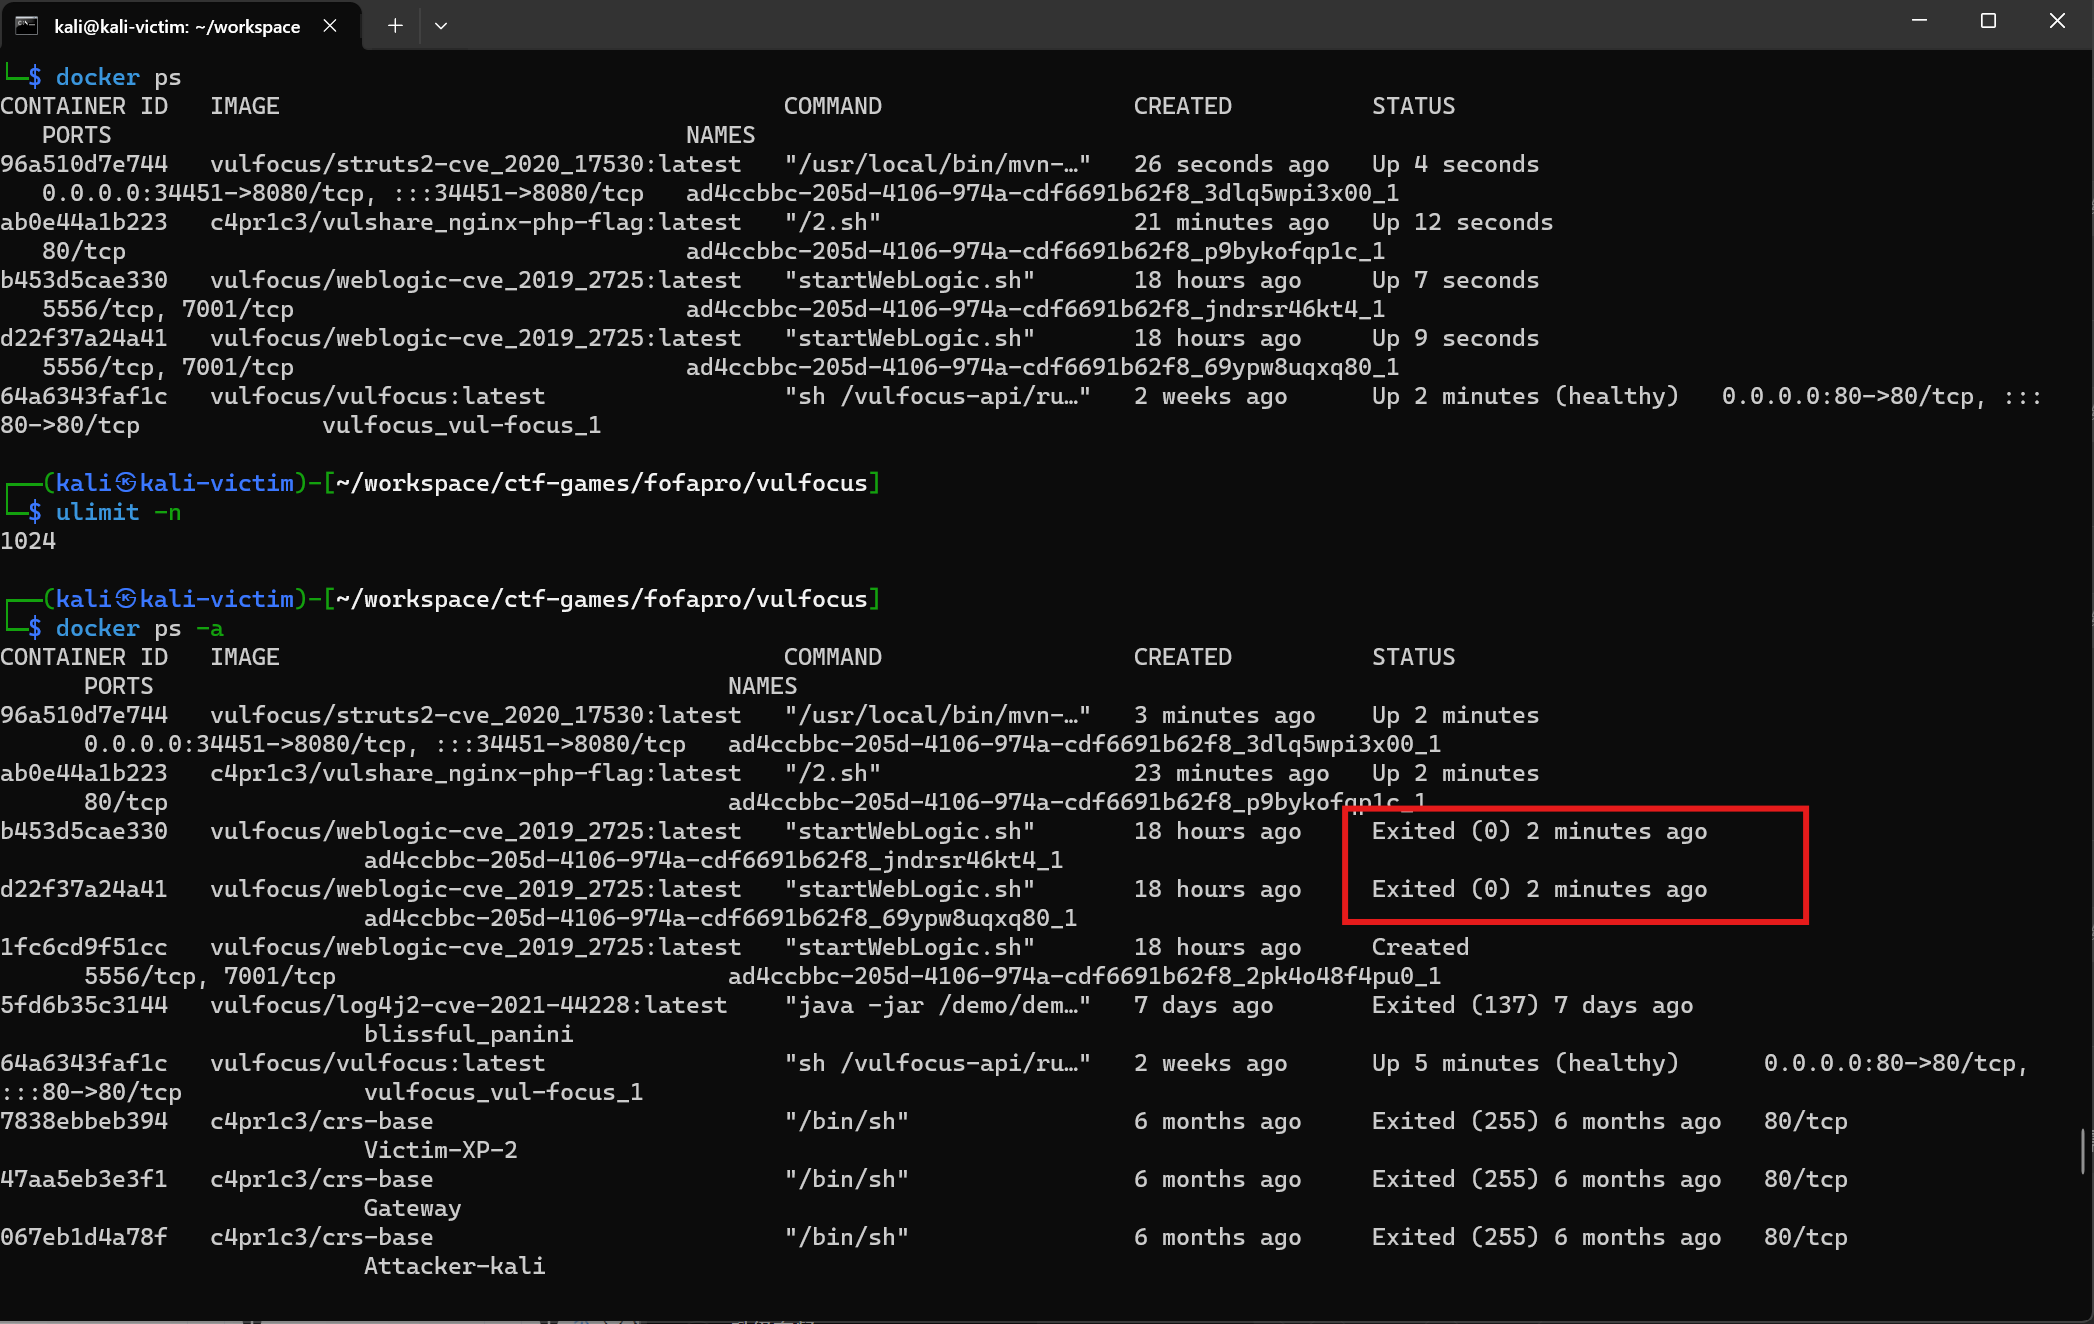 kali@kali-victim: ~/workspace
└─$ docker ps
CONTAINER ID   IMAGE                                    COMMAND                  CREATED          STATUS
   PORTS                                         NAMES
96a510d7e744   vulfocus/struts2-cve_2020_17530:latest   "/usr/local/bin/mvn-…"   26 seconds ago   Up 4 seconds
   0.0.0.0:34451->8080/tcp, :::34451->8080/tcp   ad4ccbbc-205d-4106-974a-cdf6691b62f8_3dlq5wpi3x00_1
ab0e44a1b223   c4pr1c3/vulshare_nginx-php-flag:latest   "/2.sh"                  21 minutes ago   Up 12 seconds
   80/tcp                                        ad4ccbbc-205d-4106-974a-cdf6691b62f8_p9bykofqp1c_1
b453d5cae330   vulfocus/weblogic-cve_2019_2725:latest   "startWebLogic.sh"       18 hours ago     Up 7 seconds
   5556/tcp, 7001/tcp                            ad4ccbbc-205d-4106-974a-cdf6691b62f8_jndrsr46kt4_1
d22f37a24a41   vulfocus/weblogic-cve_2019_2725:latest   "startWebLogic.sh"       18 hours ago     Up 9 seconds
   5556/tcp, 7001/tcp                            ad4ccbbc-205d-4106-974a-cdf6691b62f8_69ypw8uqxq80_1
64a6343faf1c   vulfocus/vulfocus:latest                 "sh /vulfocus-api/ru…"   2 weeks ago      Up 2 minutes (healthy)   0.0.0.0:80->80/tcp, :::
80->80/tcp             vulfocus_vul-focus_1
┌──(kali㉿kali-victim)-[~/workspace/ctf-games/fofapro/vulfocus]
└─$ ulimit -n
1024
┌──(kali㉿kali-victim)-[~/workspace/ctf-games/fofapro/vulfocus]
└─$ docker ps -a
CONTAINER ID   IMAGE                                    COMMAND                  CREATED          STATUS
      PORTS                                         NAMES
96a510d7e744   vulfocus/struts2-cve_2020_17530:latest   "/usr/local/bin/mvn-…"   3 minutes ago    Up 2 minutes
      0.0.0.0:34451->8080/tcp, :::34451->8080/tcp   ad4ccbbc-205d-4106-974a-cdf6691b62f8_3dlq5wpi3x00_1
ab0e44a1b223   c4pr1c3/vulshare_nginx-php-flag:latest   "/2.sh"                  23 minutes ago   Up 2 minutes
      80/tcp                                        ad4ccbbc-205d-4106-974a-cdf6691b62f8_p9bykofqp1c_1
b453d5cae330   vulfocus/weblogic-cve_2019_2725:latest   "startWebLogic.sh"       18 hours ago     Exited (0) 2 minutes ago
                          ad4ccbbc-205d-4106-974a-cdf6691b62f8_jndrsr46kt4_1
d22f37a24a41   vulfocus/weblogic-cve_2019_2725:latest   "startWebLogic.sh"       18 hours ago     Exited (0) 2 minutes ago
                          ad4ccbbc-205d-4106-974a-cdf6691b62f8_69ypw8uqxq80_1
1fc6cd9f51cc   vulfocus/weblogic-cve_2019_2725:latest   "startWebLogic.sh"       18 hours ago     Created
      5556/tcp, 7001/tcp                            ad4ccbbc-205d-4106-974a-cdf6691b62f8_2pk4o48f4pu0_1
5fd6b35c3144   vulfocus/log4j2-cve-2021-44228:latest    "java -jar /demo/dem…"   7 days ago       Exited (137) 7 days ago
                          blissful_panini
64a6343faf1c   vulfocus/vulfocus:latest                 "sh /vulfocus-api/ru…"   2 weeks ago      Up 5 minutes (healthy)      0.0.0.0:80->80/tcp,
:::80->80/tcp             vulfocus_vul-focus_1
7838ebbeb394   c4pr1c3/crs-base                         "/bin/sh"                6 months ago     Exited (255) 6 months ago   80/tcp
                          Victim-XP-2
47aa5eb3e3f1   c4pr1c3/crs-base                         "/bin/sh"                6 months ago     Exited (255) 6 months ago   80/tcp
                          Gateway
067eb1d4a78f   c4pr1c3/crs-base                         "/bin/sh"                6 months ago     Exited (255) 6 months ago   80/tcp
                          Attacker-kali